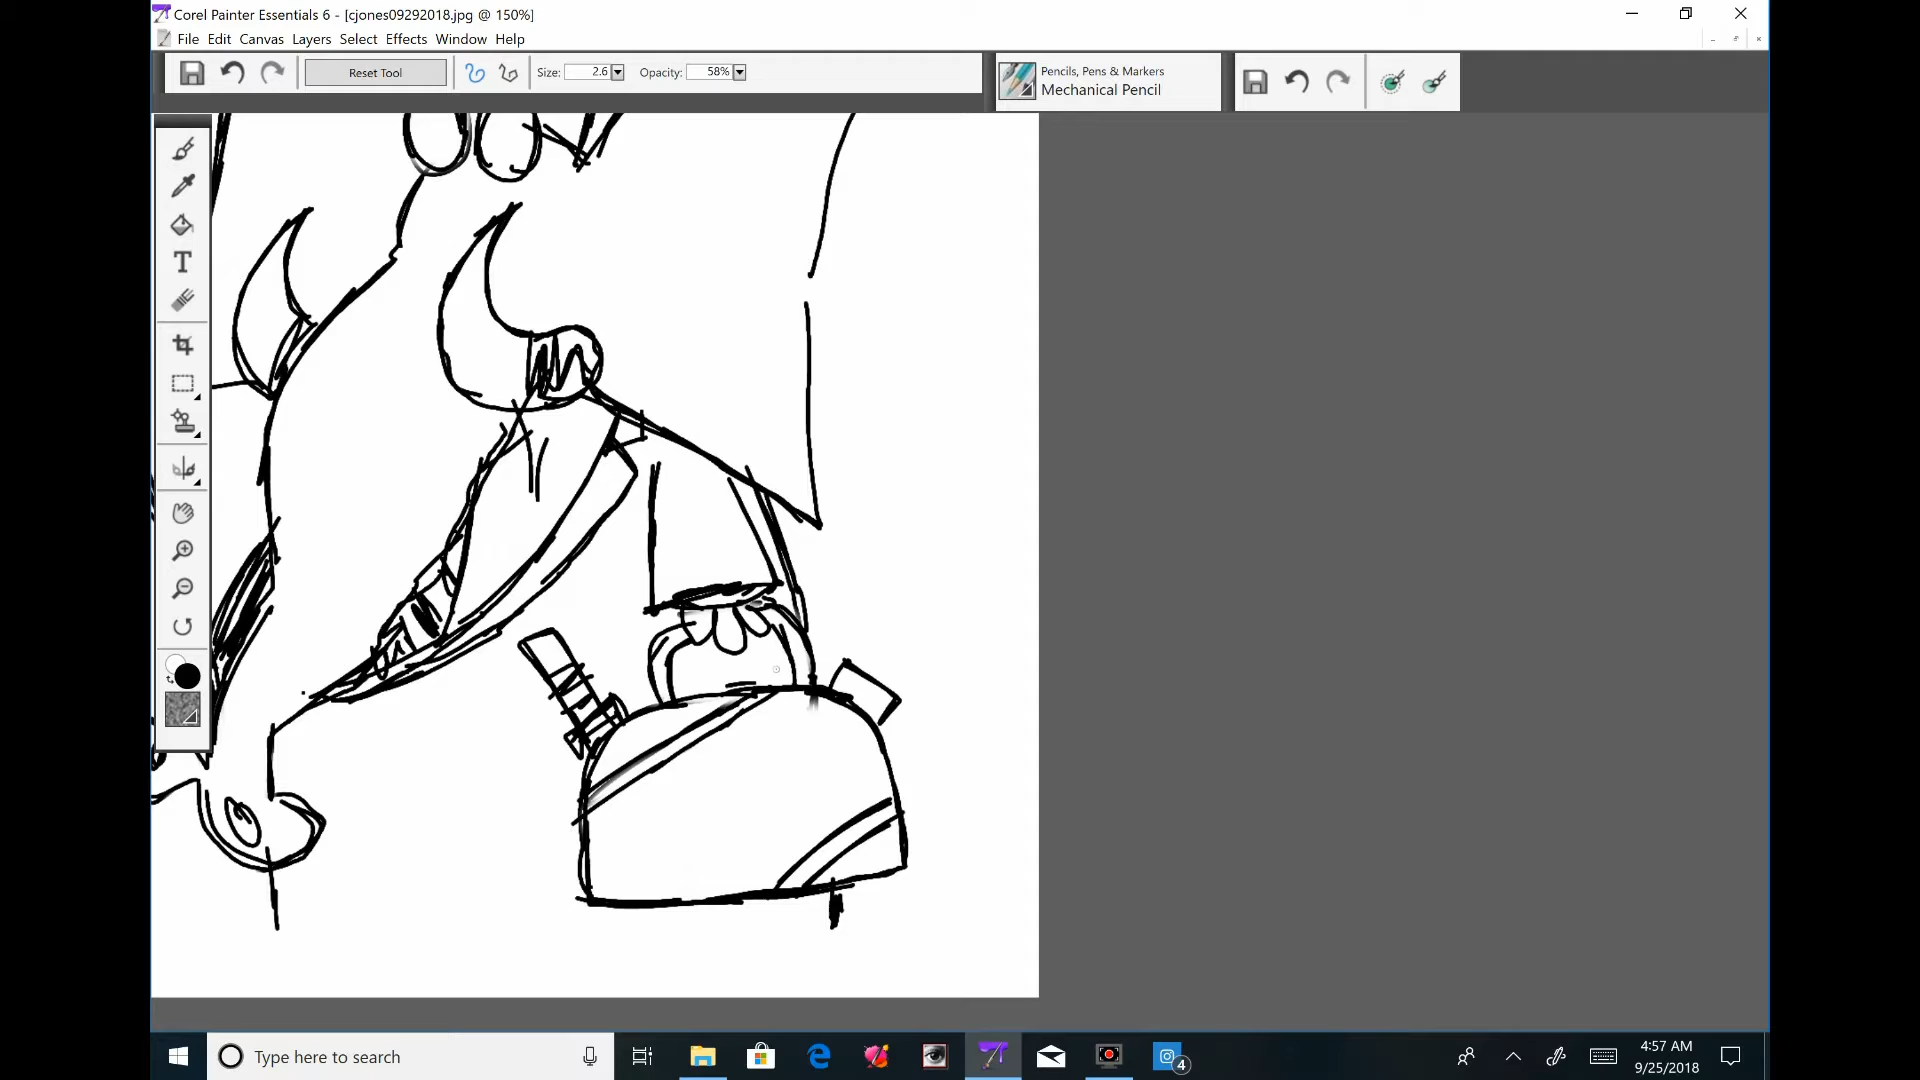 Corel Painter Essentials 6 - [cjones09292018.jpg @ 150%]
File Edit Canvas Layers Select Effects Window Help
Reset Tool Size: 2.6 Opacity: 58%
Pencils, Pens & Markers
Mechanical Pencil
T
Type here to search
4
4:57 AM
9/25/2018